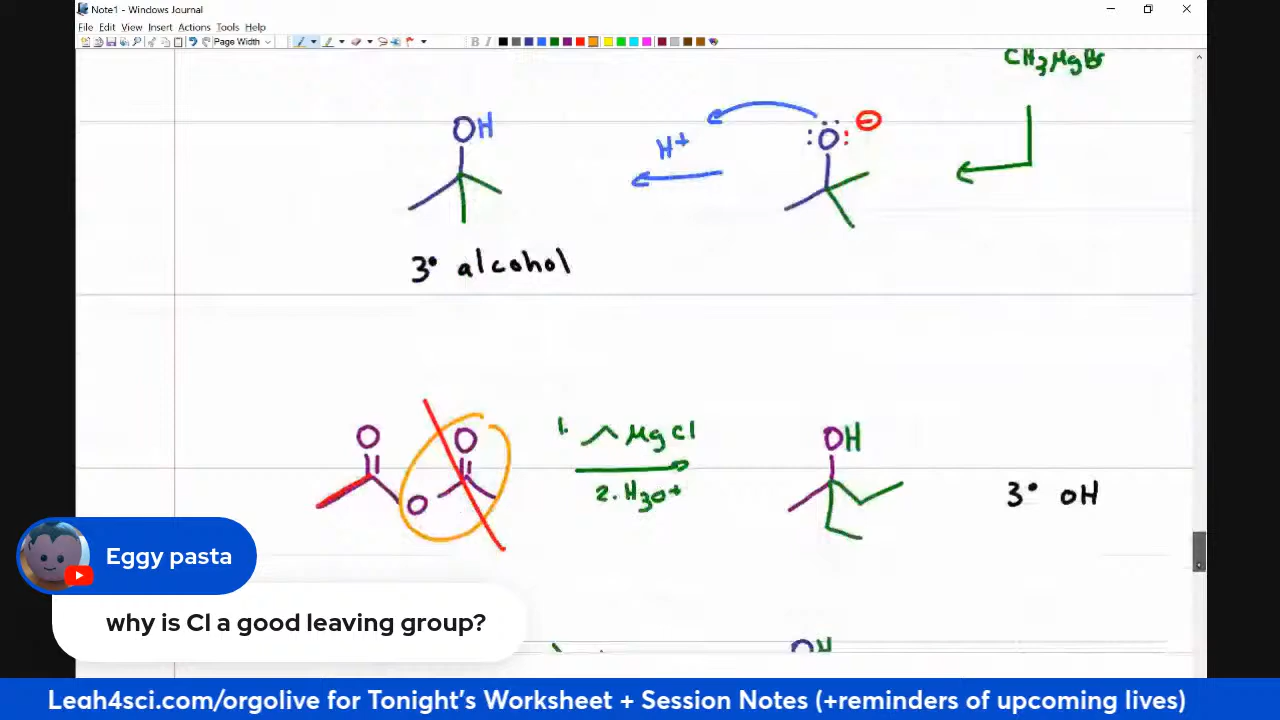 Note1 - Windows Journal
File Edit View Insert Actions Tools Help
Page Width
B I
CH3MgBr
OH
H+
:O: ⊖
3° alcohol
O O
O
1. MgCl
2. H3O+
OH
3° OH
OH
Eggy pasta
why is Cl a good leaving group?
Leah4sci.com/orgolive for Tonight's Worksheet + Session Notes (+reminders of upcoming lives)